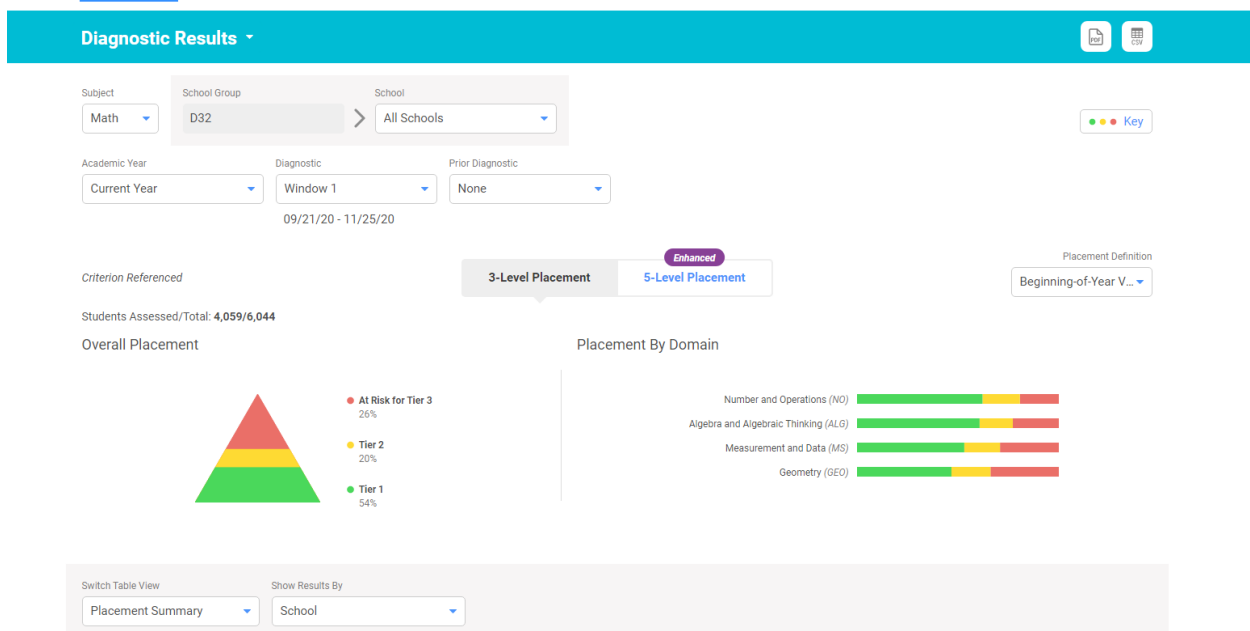 Diagnostic Results
PDF
CSV
Subject
School Group
School
Math
D32
All Schools
Key
Academic Year
Diagnostic
Prior Diagnostic
Current Year
Window 1
None
09/21/20 - 11/25/20
Enhanced
Placement Definition
Criterion Referenced
3-Level Placement
5-Level Placement
Beginning-of-Year V...
Students Assessed/Total: 4,059/6,044
Overall Placement
Placement By Domain
At Risk for Tier 3
26%
Tier 2
20%
Tier 1
54%
Number and Operations (NO)
Algebra and Algebraic Thinking (ALG)
Measurement and Data (MS)
Geometry (GEO)
Switch Table View
Show Results By
Placement Summary
School